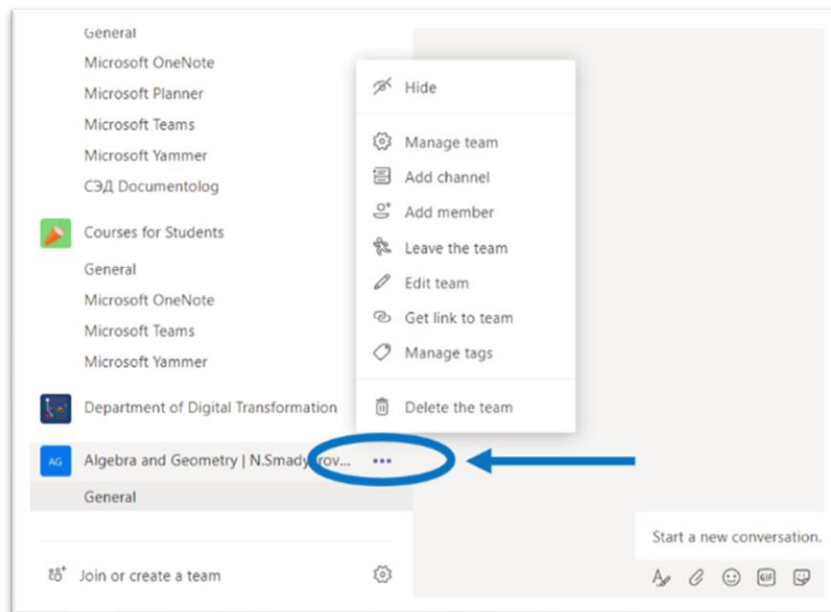 General
Microsoft OneNote
Microsoft Planner
Microsoft Teams
Microsoft Yammer
СЭД Documentolog
Courses for Students
General
Microsoft OneNote
Microsoft Teams
Microsoft Yammer
Department of Digital Transformation
AG Algebra and Geometry | N.Smady rov...
General
Join or create a team
Hide
Manage team
Add channel
Add member
Leave the team
Edit team
Get link to team
Manage tags
Delete the team
Start a new conversation.
GIF